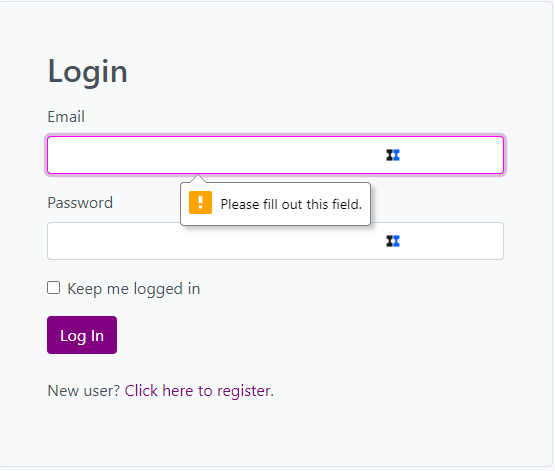 Login
Email
Please fill out this field.
Password
Keep me logged in
Log In
New user? Click here to register.